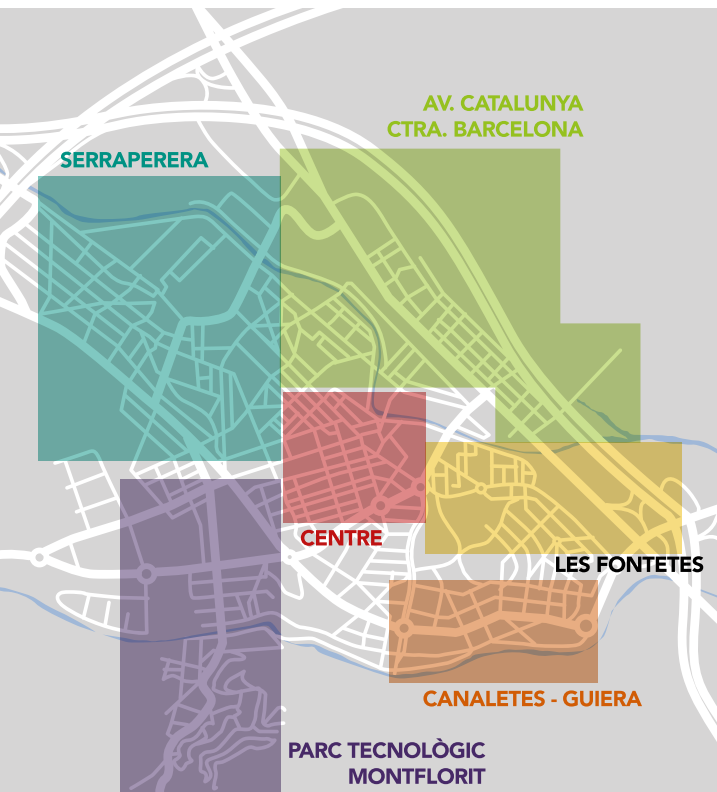 AV. CATALUNYA
CTRA. BARCELONA
SERRAPERERA
CENTRE
LES FONTETES
CANALETES - GUIERA
PARC TECNOLÒGIC
MONTFLORIT